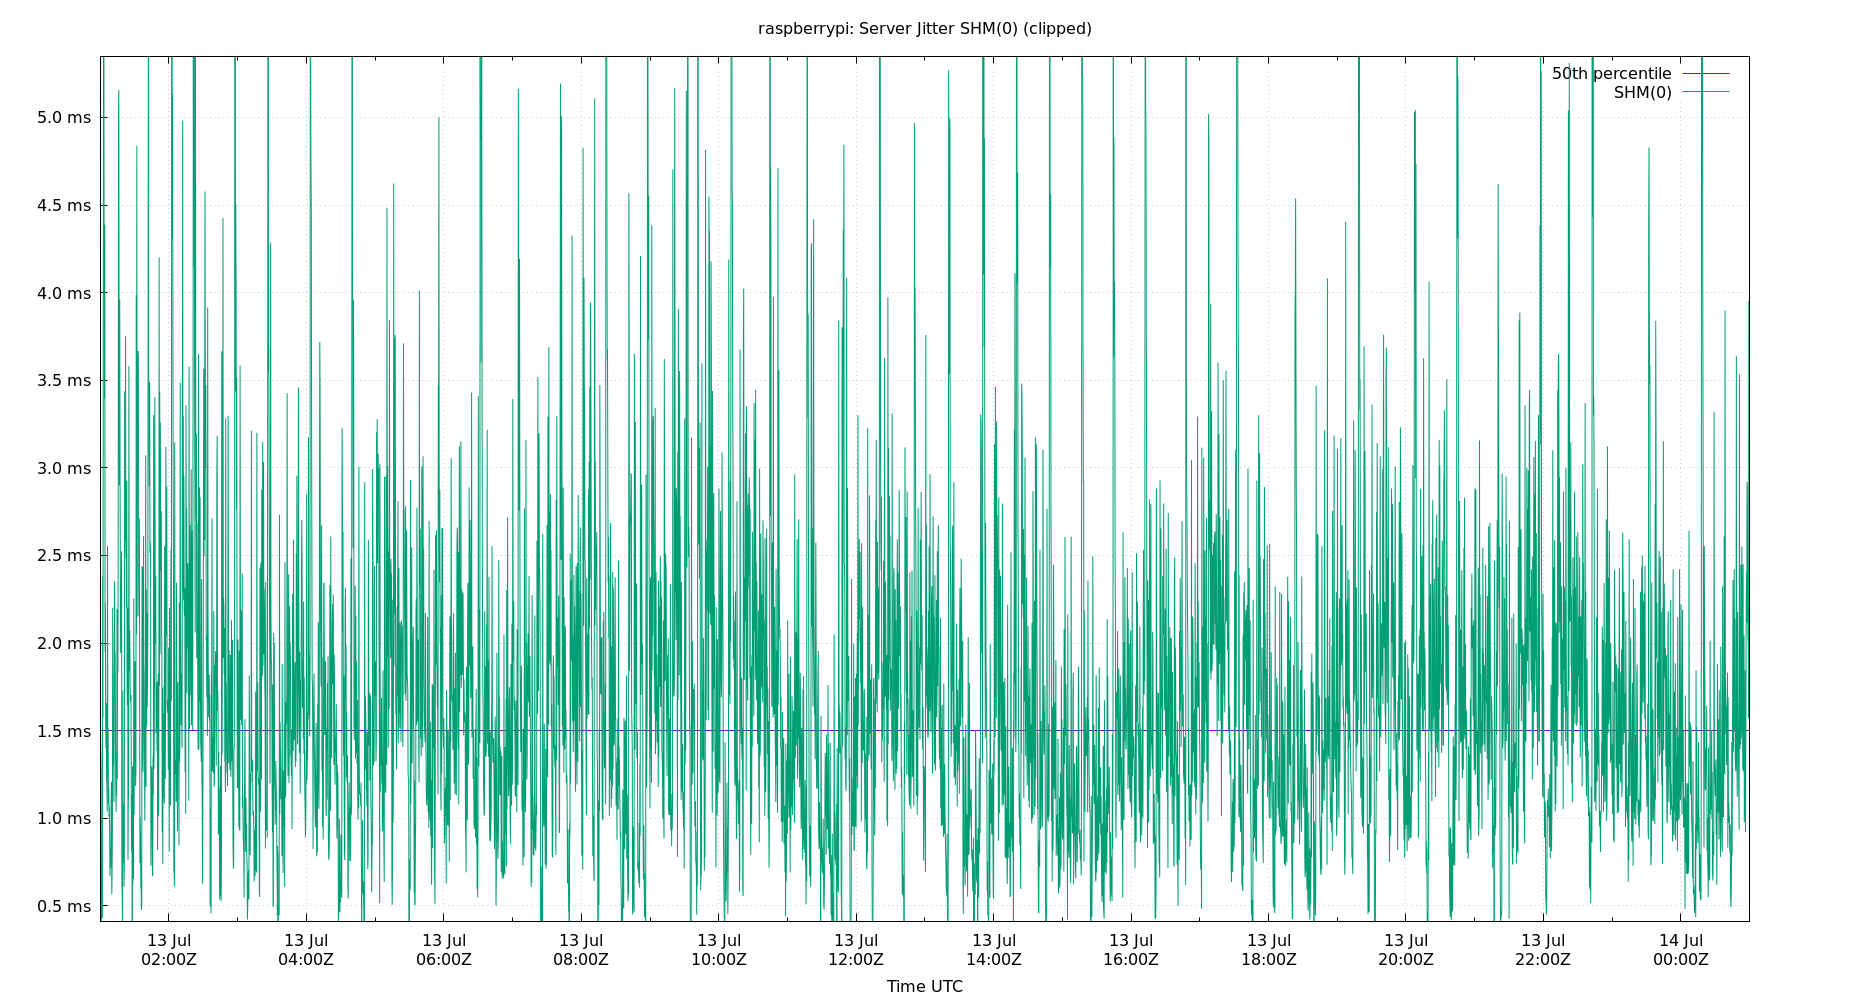 raspberrypi: Server Jitter SHM(0) (clipped)
50th percentile
SHM(0)
5.0 ms
4.5 ms
4.0 ms
3.5 ms
3.0 ms
2.5 ms
2.0 ms
1.5 ms
1.0 ms
0.5 ms
13 Jul 13 Jul 13 Jul 13 Jul 13 Jul 13 Jul 13 Jul 13 Jul 13 Jul 13 Jul 13 Jul 14 Jul
02:00Z 04:00Z 06:00Z 08:00Z 10:00Z 12:00Z 14:00Z 16:00Z 18:00Z 20:00Z 22:00Z 00:00Z
Time UTC